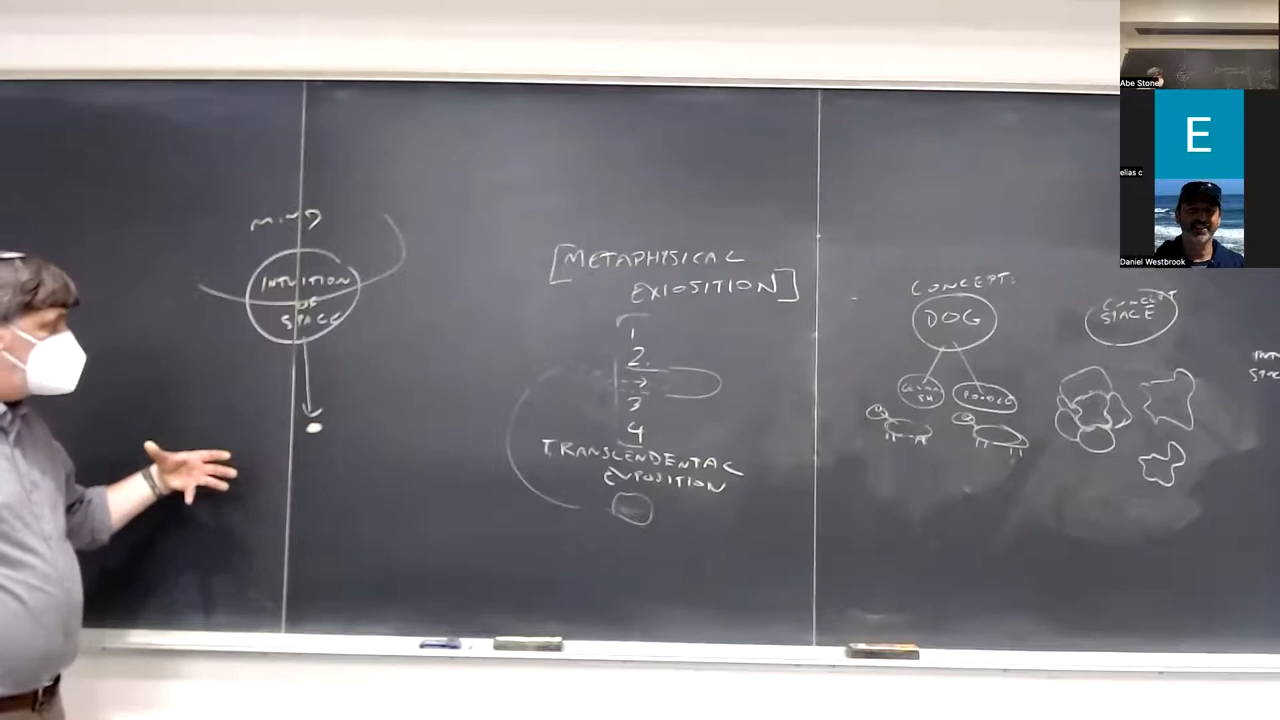 MIND
INTUITION
OF
SPACE
[METAPHYSICAL
EXIOSITION]
1
2.
→
3
4
TRANSCENDENTAL
EXPOSITION
CONCEPT:
DOG
POODLE
CONCEPT
SPACE
Abe Stone
E
elias c
Daniel Westbrook